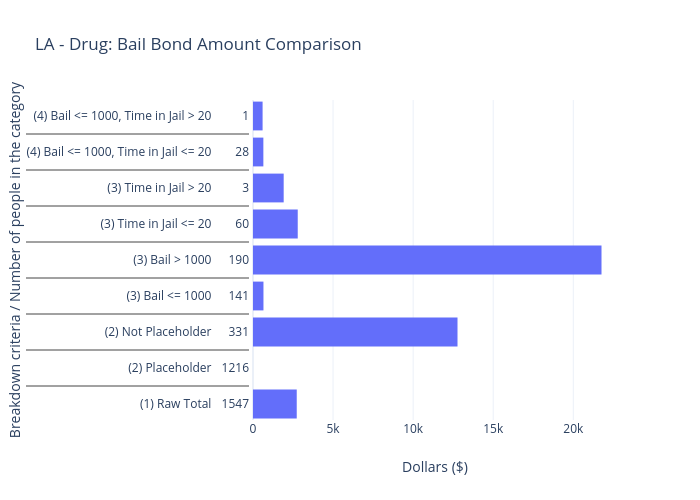 LA - Drug: Bail Bond Amount Comparison
Breakdown criteria / Number of people in the category
(4) Bail <= 1000, Time in Jail > 20 1
(4) Bail <= 1000, Time in Jail <= 20 28
(3) Time in Jail > 20 3
(3) Time in Jail <= 20 60
(3) Bail > 1000 190
(3) Bail <= 1000 141
(2) Not Placeholder 331
(2) Placeholder 1216
(1) Raw Total 1547
0 5k 10k 15k 20k
Dollars ($)